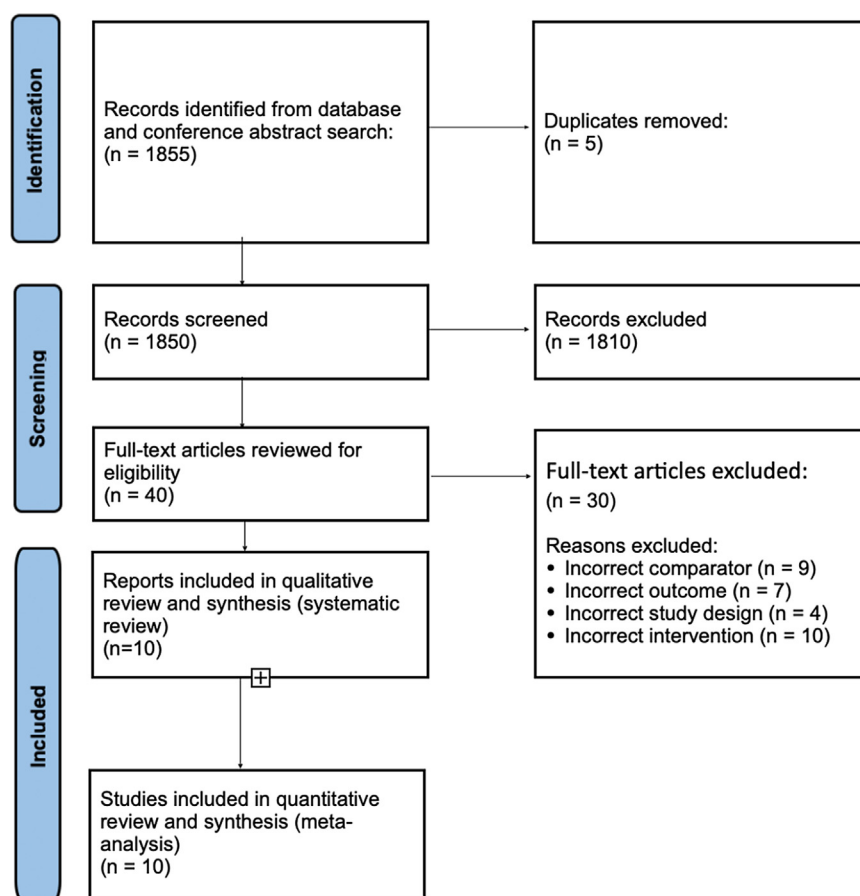 Identification
Records identified from database
and conference abstract search:
(n = 1855)
Duplicates removed:
(n = 5)
Screening
Records screened
(n = 1850)
Records excluded
(n = 1810)
Full-text articles reviewed for
eligibility
(n = 40)
Full-text articles excluded:
(n = 30)
Reasons excluded:
• Incorrect comparator (n = 9)
• Incorrect outcome (n = 7)
• Incorrect study design (n = 4)
• Incorrect intervention (n = 10)
Included
Reports included in qualitative
review and synthesis (systematic
review)
(n=10)
Studies included in quantitative
review and synthesis (meta-
analysis)
(n = 10)